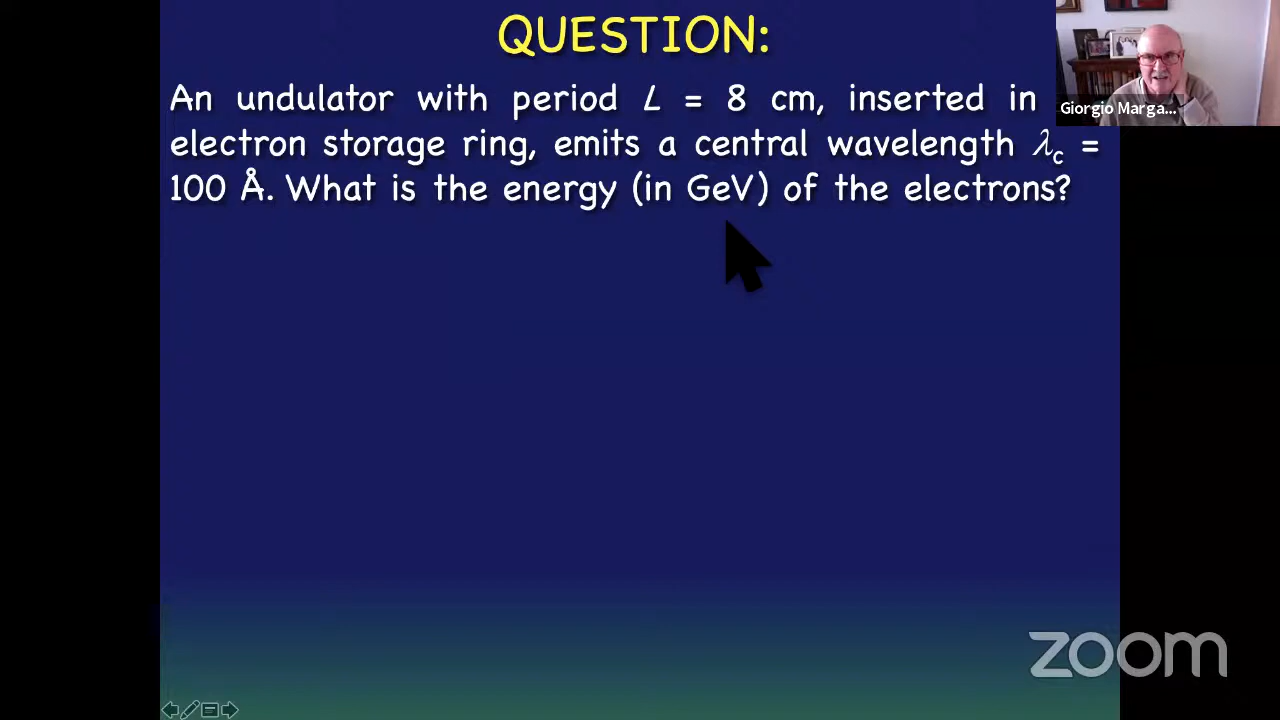 QUESTION:
An undulator with period L = 8 cm, inserted in
electron storage ring, emits a central wavelength λc =
100 Å. What is the energy (in GeV) of the electrons?
Giorgio Marga...
zoom